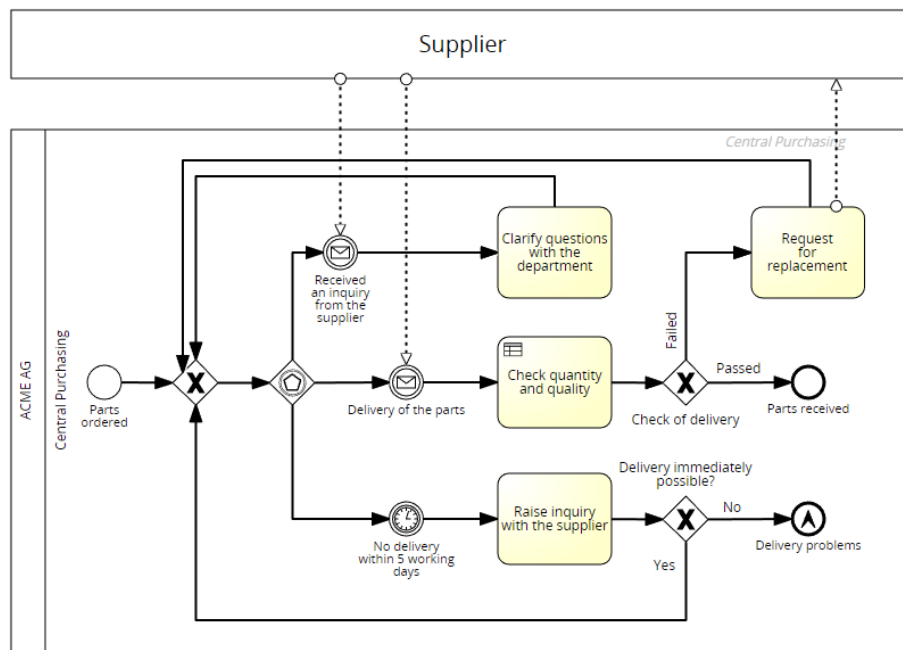 Supplier
Central Purchasing
ACME AG
Central Purchasing
Clarify questions
with the
department
Request
for
replacement
Received
an inquiry
from the
supplier
Failed
Parts
ordered
Delivery of the parts
Check quantity
and quality
Passed
Check of delivery
Parts received
Delivery immediately
possible?
No delivery
within 5 working
days
Raise inquiry
with the supplier
No
Yes
Delivery problems